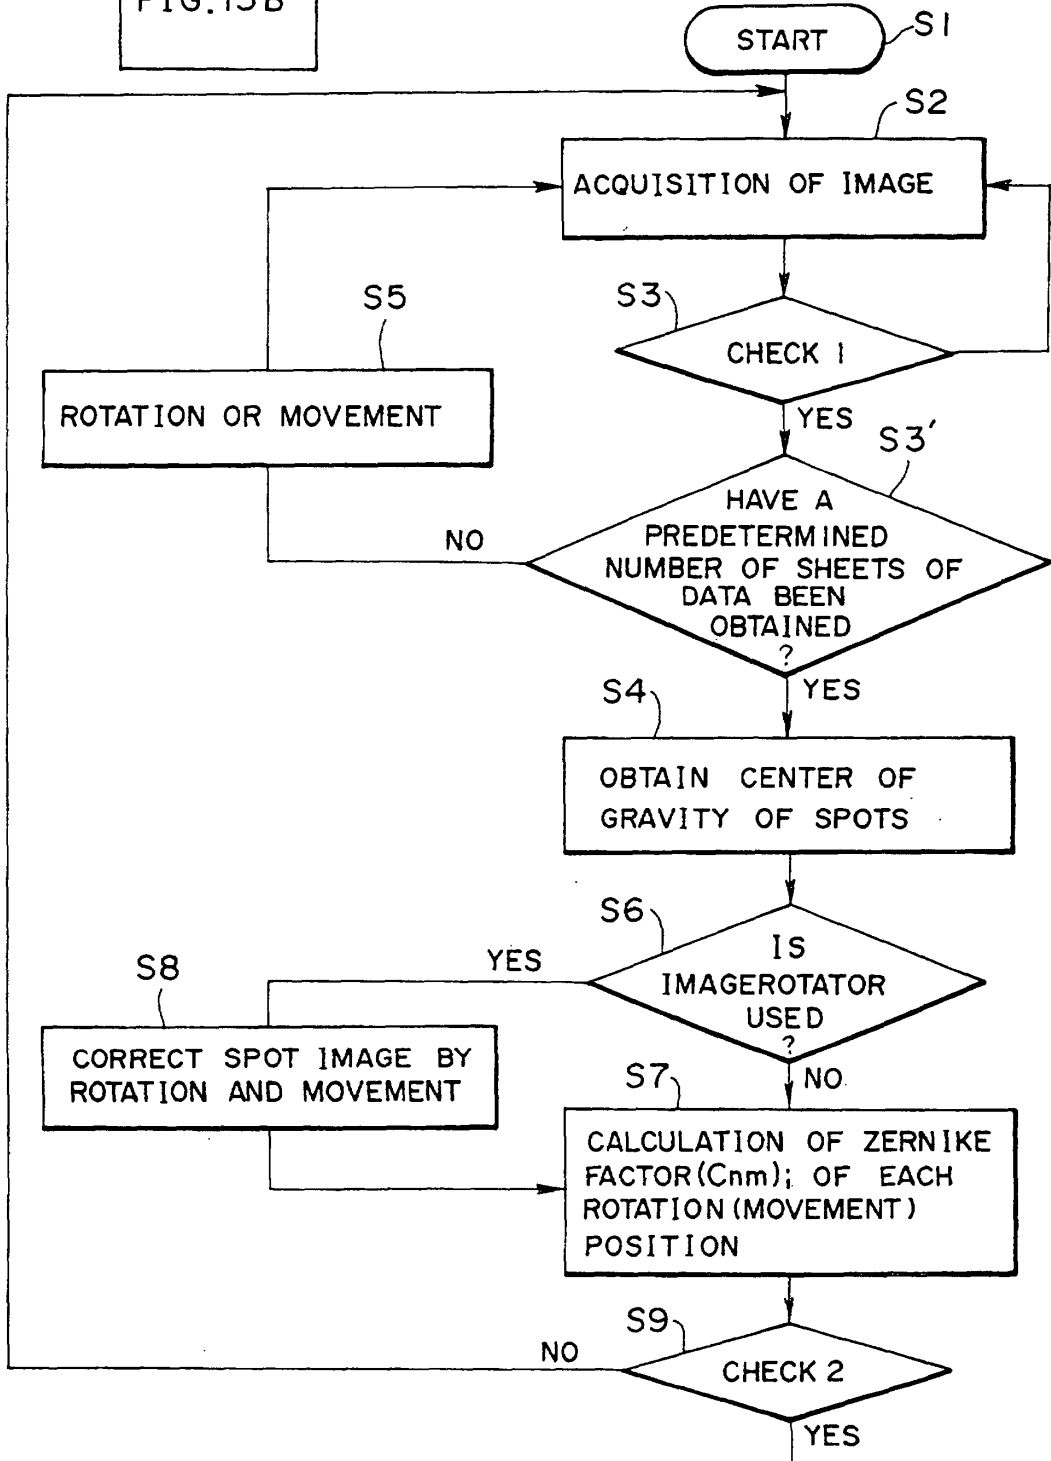 FIG.15B
START
S1
S2
ACQUISITION OF IMAGE
S3
CHECK 1
S5
ROTATION OR MOVEMENT
YES
S3'
HAVE A
PREDETERMINED
NUMBER OF SHEETS OF
DATA BEEN
OBTAINED
?
NO
YES
S4
OBTAIN CENTER OF
GRAVITY OF SPOTS
S6
IS
IMAGEROTATOR
USED
?
YES
S8
CORRECT SPOT IMAGE BY
ROTATION AND MOVEMENT
NO
S7
CALCULATION OF ZERNIKE
FACTOR(Cnm)i OF EACH
ROTATION(MOVEMENT)
POSITION
S9
CHECK 2
NO
YES